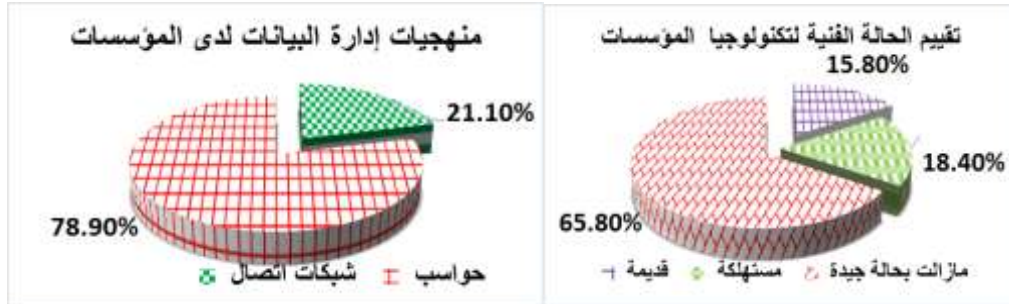 تقييم الحالة الفنية لتكنولوجيا المؤسسات
15.80%
18.40%
65.80%
مازالت بحالة جيدة مستهلكة قديمة
منهجيات إدارة البيانات لدى المؤسسات
21.10%
78.90%
حواسب شبكات اتصال